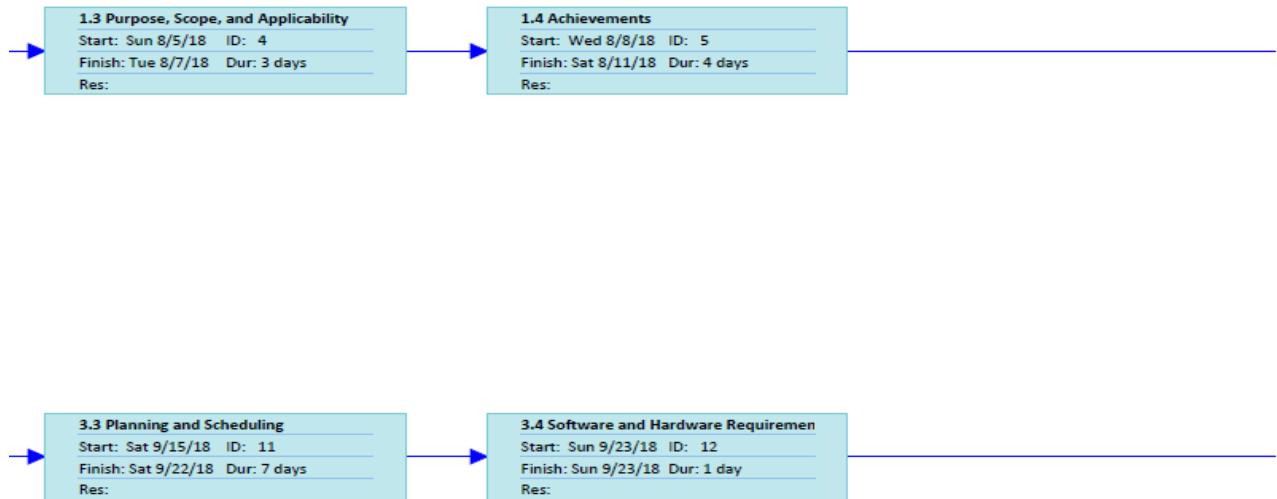 1.3 Purpose, Scope, and Applicability
Start: Sun 8/5/18 ID: 4
Finish: Tue 8/7/18 Dur: 3 days
Res:
1.4 Achievements
Start: Wed 8/8/18 ID: 5
Finish: Sat 8/11/18 Dur: 4 days
Res:
3.3 Planning and Scheduling
Start: Sat 9/15/18 ID: 11
Finish: Sat 9/22/18 Dur: 7 days
Res:
3.4 Software and Hardware Requiremen
Start: Sun 9/23/18 ID: 12
Finish: Sun 9/23/18 Dur: 1 day
Res: